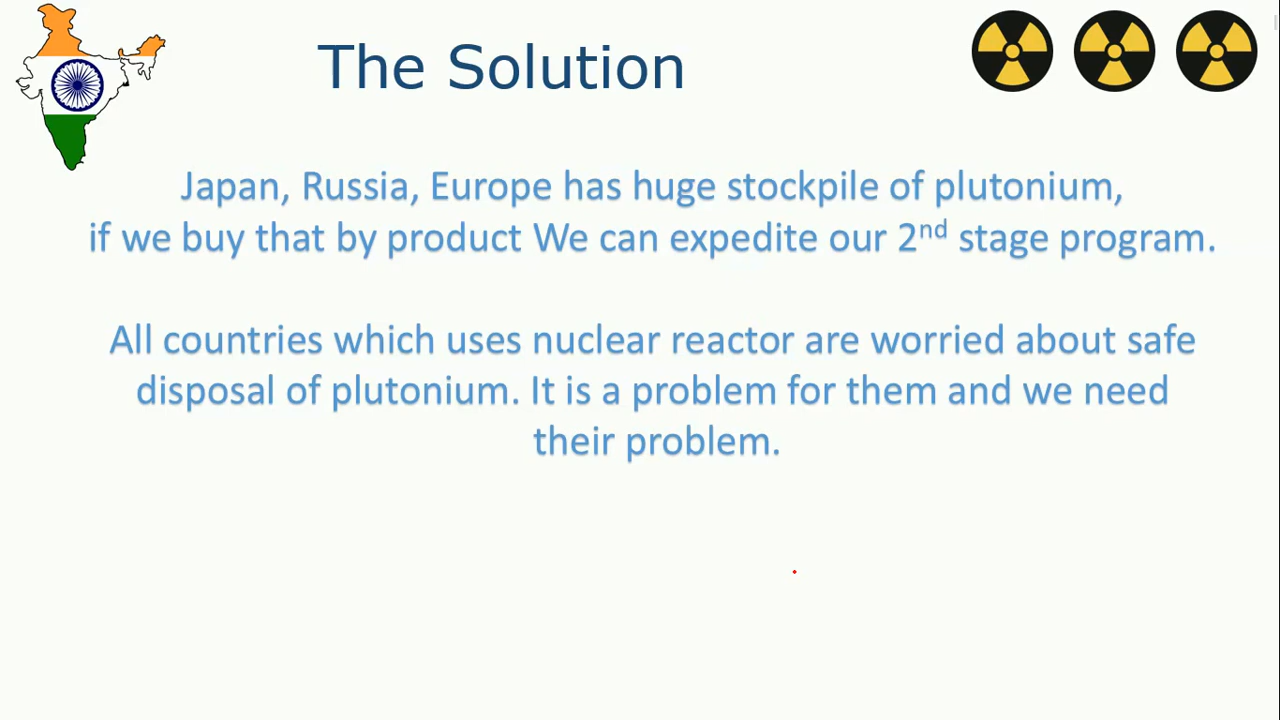 The Solution
Japan, Russia, Europe has huge stockpile of plutonium,
if we buy that by product We can expedite our 2nd stage program.
All countries which uses nuclear reactor are worried about safe
disposal of plutonium. It is a problem for them and we need
their problem.